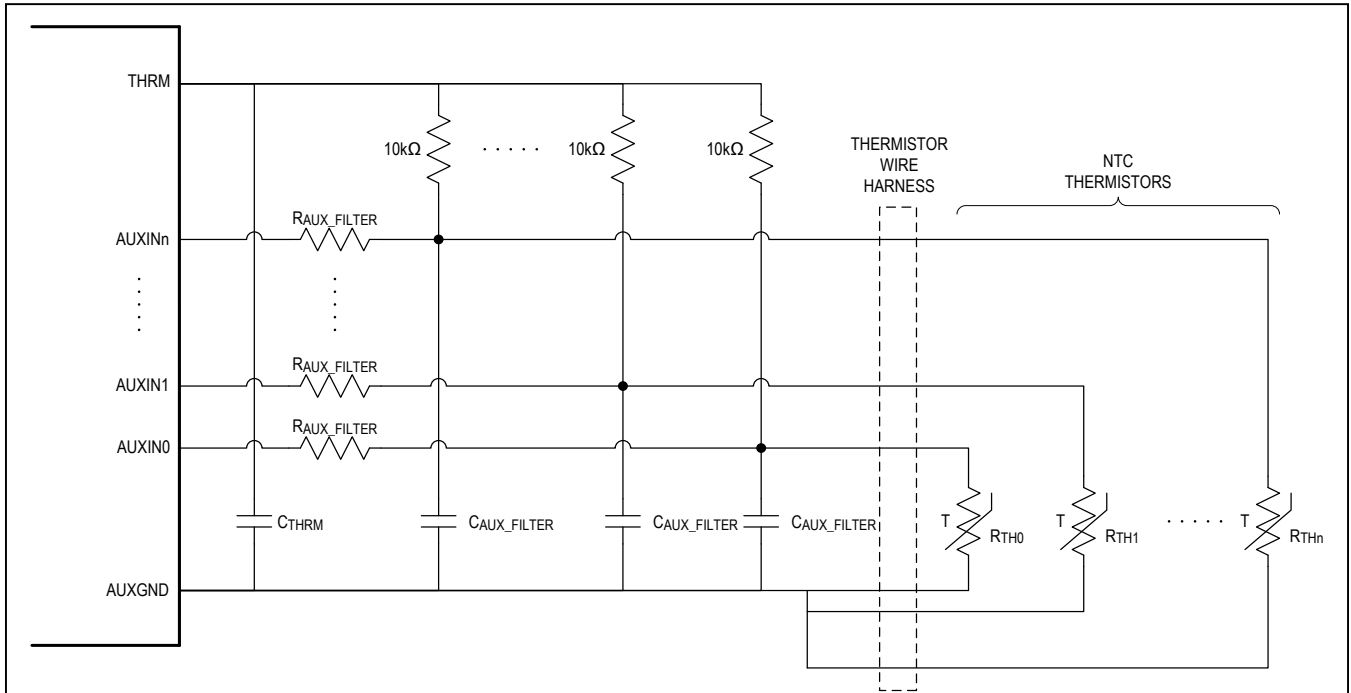 THRM
10kΩ
. . . . .
10kΩ
10kΩ
THERMISTOR
WIRE
HARNESS
NTC
THERMISTORS
RAUX_FILTER
AUXINn
RAUX_FILTER
AUXIN1
RAUX_FILTER
AUXIN0
CTHRM
CAUX_FILTER
CAUX_FILTER
CAUX_FILTER
T
RTH0
T
RTH1
. . . . .
T
RTHn
AUXGND